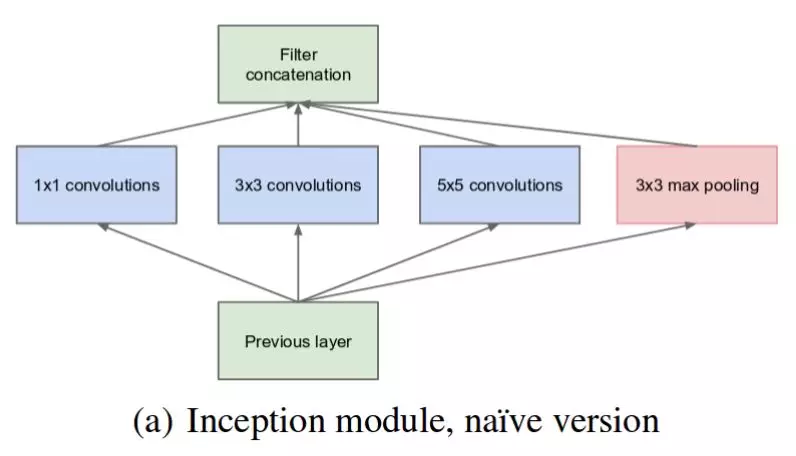 Filter
concatenation
1x1 convolutions
3x3 convolutions
5x5 convolutions
3x3 max pooling
Previous layer
(a) Inception module, naïve version